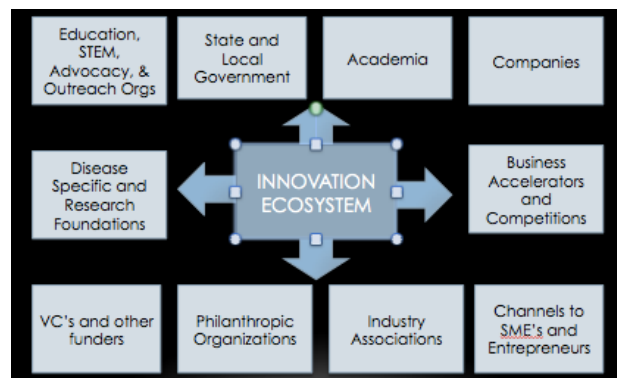 Education,
STEM,
Advocacy, &
Outreach Orgs
State and
Local
Government
Academia
Companies
Disease
Specific and
Research
Foundations
INNOVATION
ECOSYSTEM
Business
Accelerators
and
Competitions
VC's and other
funders
Philanthropic
Organizations
Industry
Associations
Channels to
SME's and
Entrepreneurs